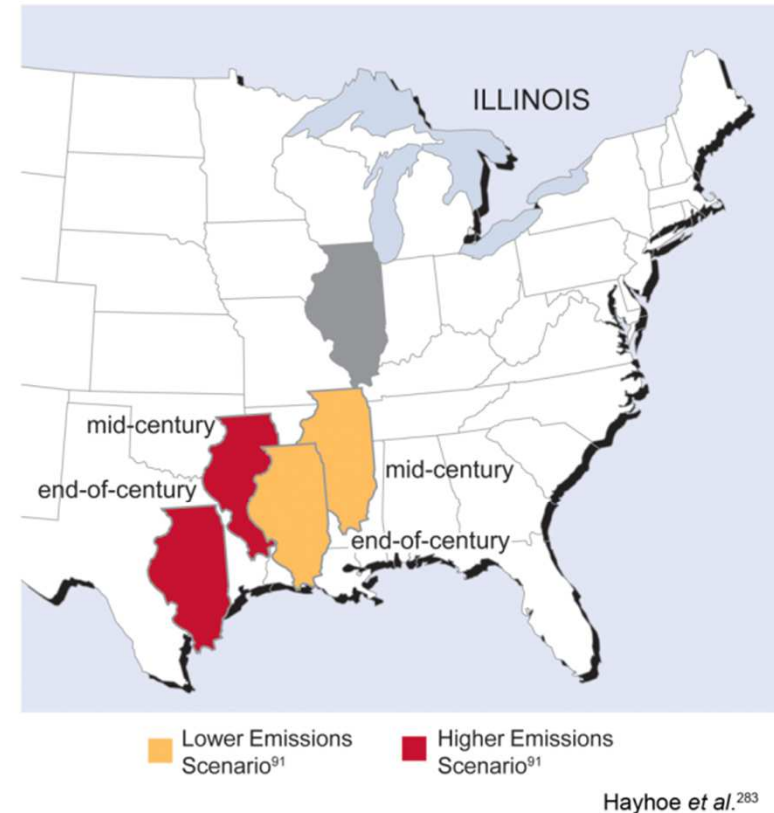 ILLINOIS
mid-century
end-of-century
mid-century
end-of-century
Lower Emissions
Scenario91
Higher Emissions
Scenario91
Hayhoe et al.283